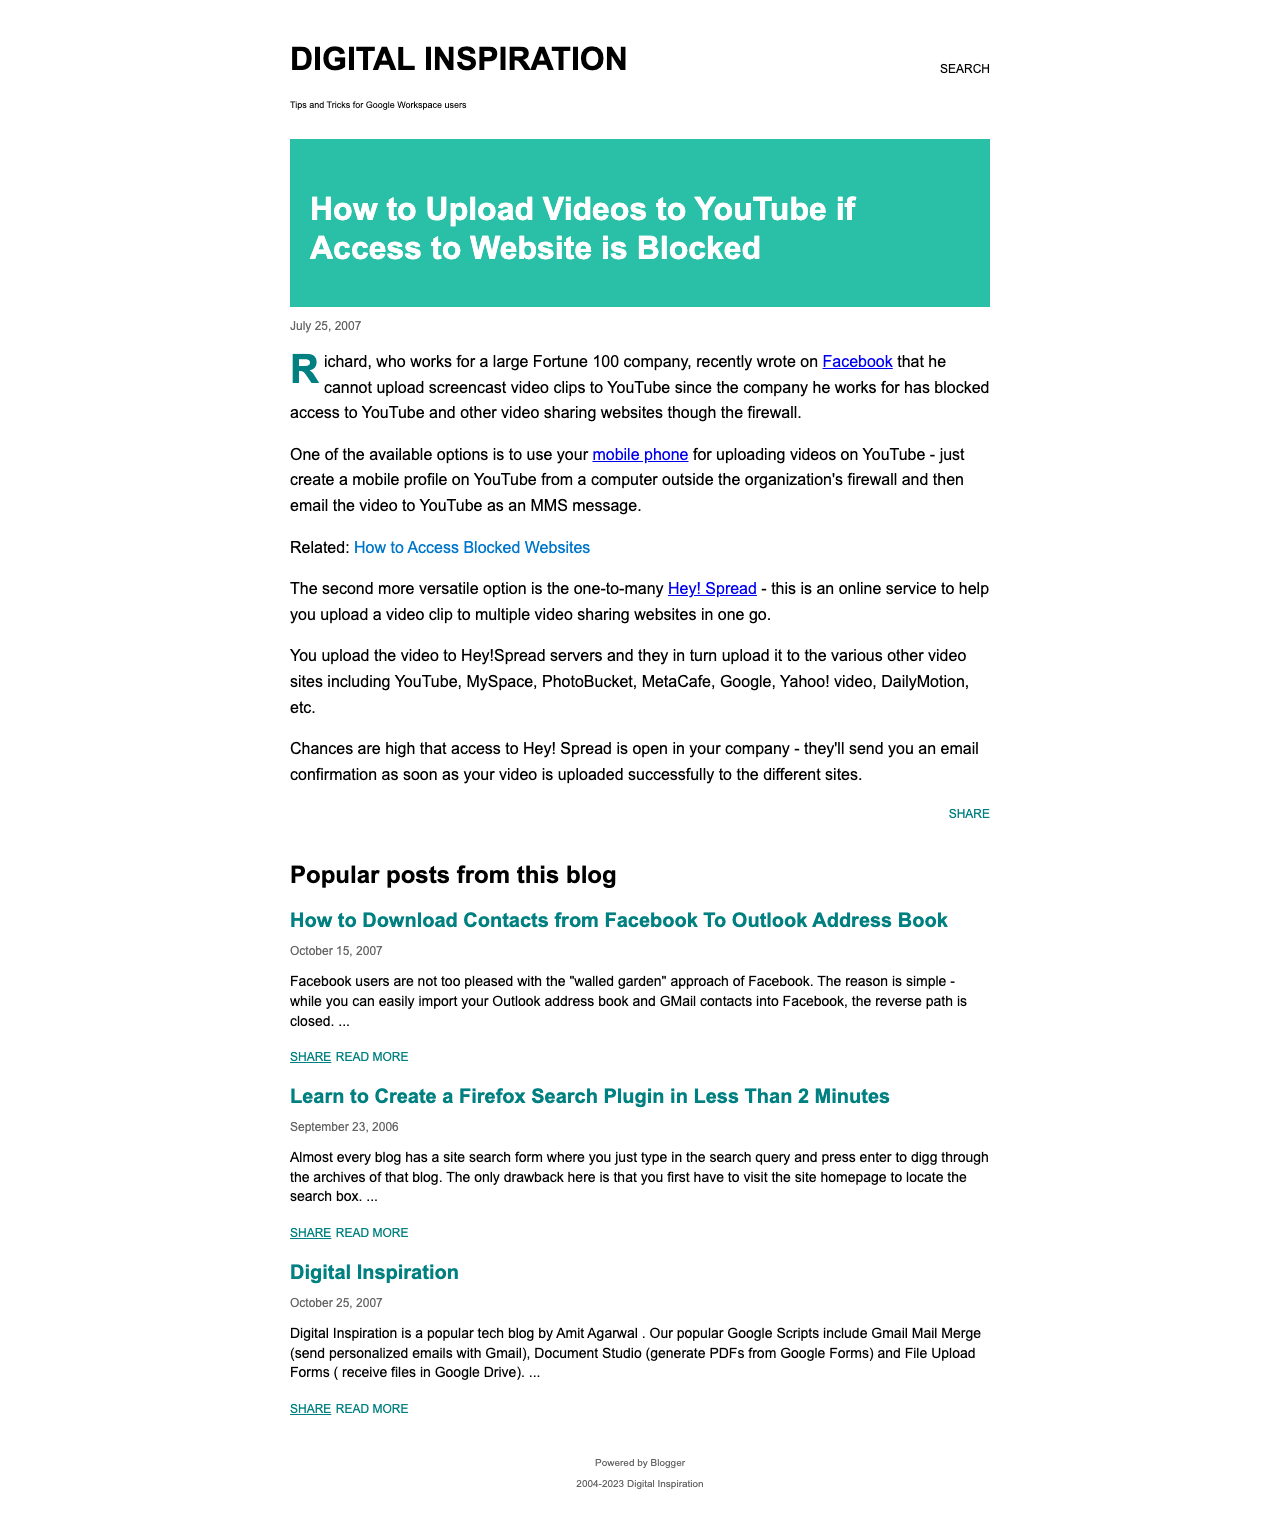 DIGITAL INSPIRATION
SEARCH
Tips and Tricks for Google Workspace users
How to Upload Videos to YouTube if
Access to Website is Blocked
July 25, 2007
Richard, who works for a large Fortune 100 company, recently wrote on Facebook that he
cannot upload screencast video clips to YouTube since the company he works for has blocked
access to YouTube and other video sharing websites though the firewall.
One of the available options is to use your mobile phone for uploading videos on YouTube - just
create a mobile profile on YouTube from a computer outside the organization's firewall and then
email the video to YouTube as an MMS message.
Related: How to Access Blocked Websites
The second more versatile option is the one-to-many Hey! Spread - this is an online service to help
you upload a video clip to multiple video sharing websites in one go.
You upload the video to Hey!Spread servers and they in turn upload it to the various other video
sites including YouTube, MySpace, PhotoBucket, MetaCafe, Google, Yahoo! video, DailyMotion,
etc.
Chances are high that access to Hey! Spread is open in your company - they'll send you an email
confirmation as soon as your video is uploaded successfully to the different sites.
SHARE
Popular posts from this blog
How to Download Contacts from Facebook To Outlook Address Book
October 15, 2007
Facebook users are not too pleased with the "walled garden" approach of Facebook. The reason is simple -
while you can easily import your Outlook address book and GMail contacts into Facebook, the reverse path is
closed. ...
SHARE READ MORE
Learn to Create a Firefox Search Plugin in Less Than 2 Minutes
September 23, 2006
Almost every blog has a site search form where you just type in the search query and press enter to digg through
the archives of that blog. The only drawback here is that you first have to visit the site homepage to locate the
search box. ...
SHARE READ MORE
Digital Inspiration
October 25, 2007
Digital Inspiration is a popular tech blog by Amit Agarwal . Our popular Google Scripts include Gmail Mail Merge
(send personalized emails with Gmail), Document Studio (generate PDFs from Google Forms) and File Upload
Forms ( receive files in Google Drive). ...
SHARE READ MORE
Powered by Blogger
2004-2023 Digital Inspiration